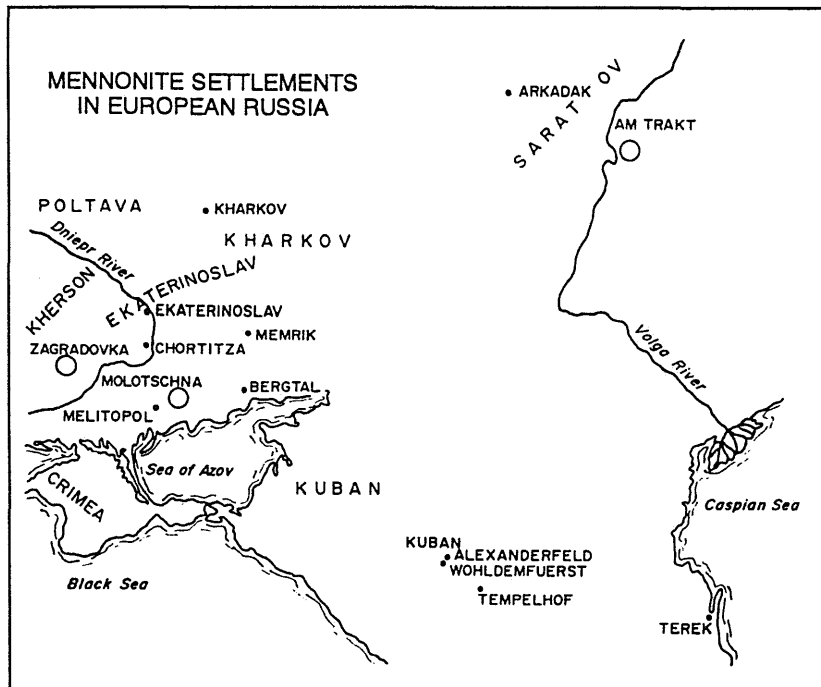 MENNONITE SETTLEMENTS
IN EUROPEAN RUSSIA
ARKADAK
SARATOV
AM TRAKT
POLTAVA
KHARKOV
KHARKOV
Dniepr River
KHERSON
EKATERINOSLAV
EKATERINOSLAV
MEMRIK
ZAGRADOVKA
CHORTITZA
MOLOTSCHNA
BERGTAL
MELITOPOL
Volga River
Sea of Azov
KUBAN
CRIMEA
Caspian Sea
Black Sea
KUBAN
ALEXANDERFELD
WOHLDEMFUERST
TEMPELHOF
TEREK